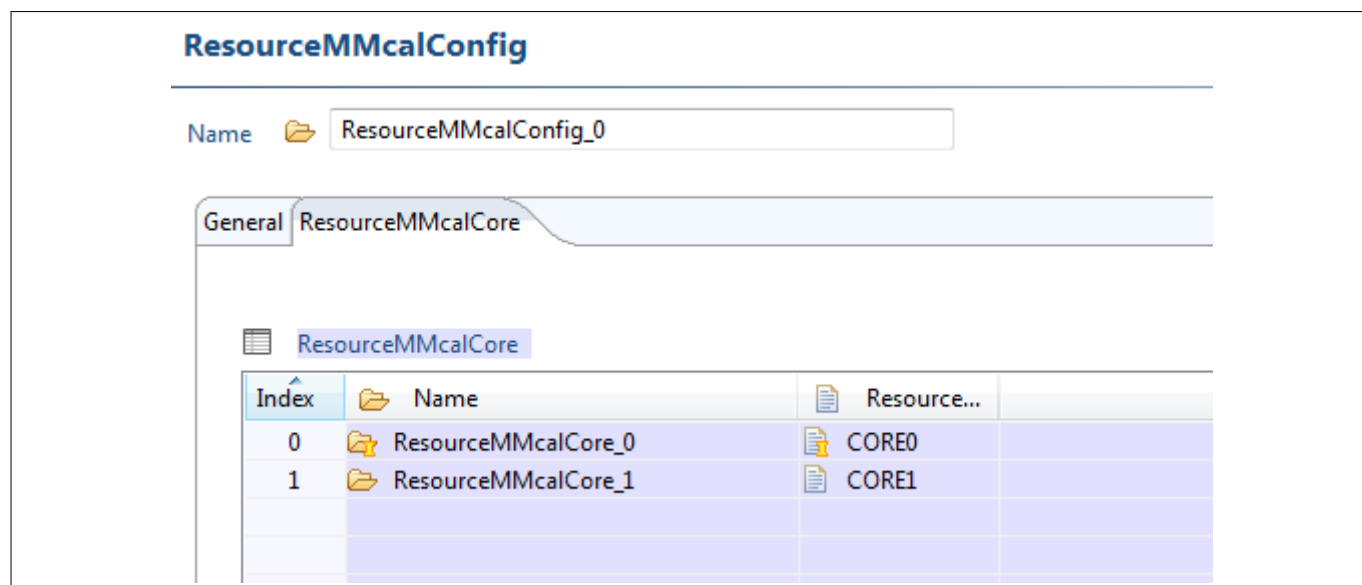 ResourceMMcalConfig
Name ResourceMMcalConfig_0
General ResourceMMcalCore
ResourceMMcalCore
Index Name Resource...
0 ResourceMMcalCore_0 CORE0
1 ResourceMMcalCore_1 CORE1